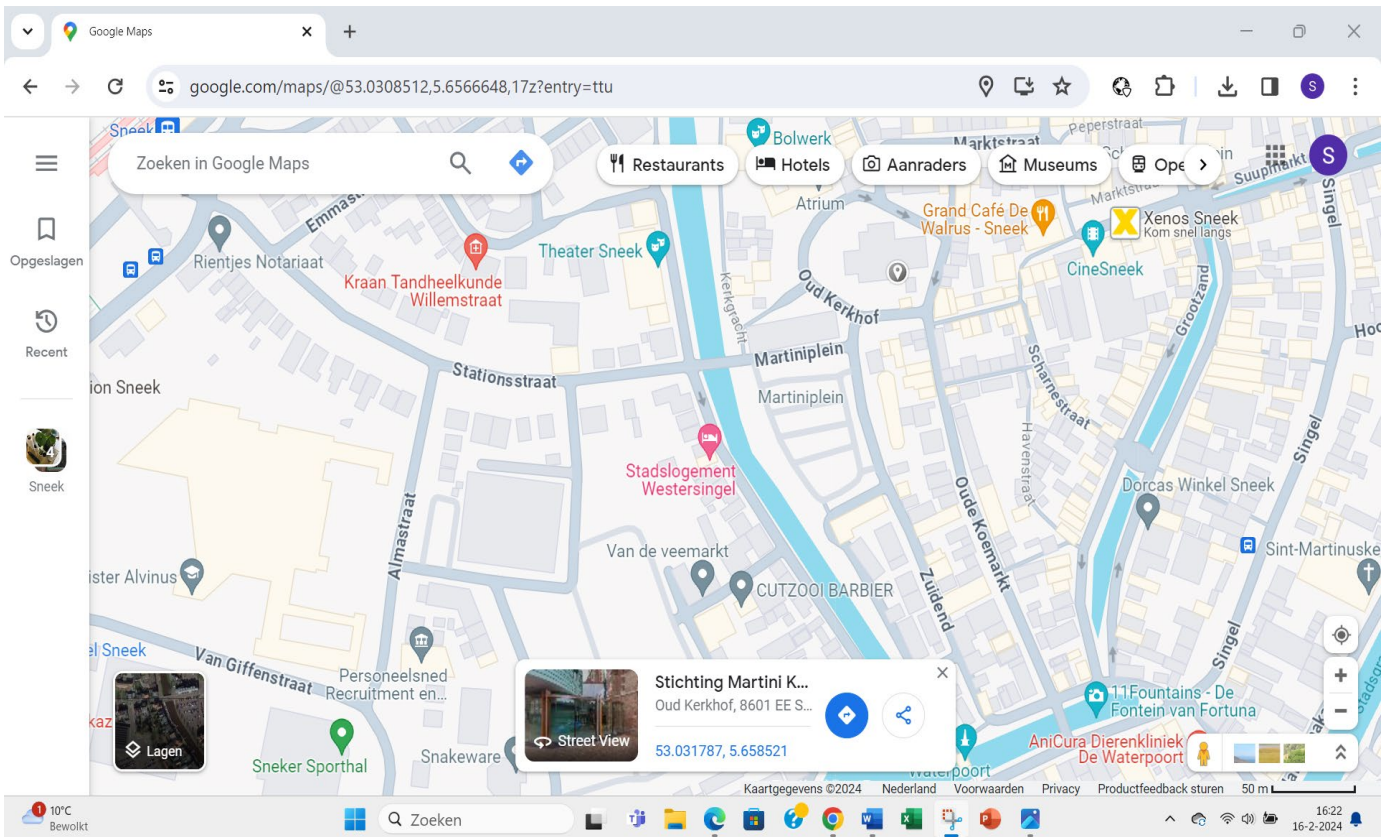 Google Maps
google.com/maps/@53.0308512,5.6566648,17z?entry=ttu
S
Sneek
Zoeken in Google Maps
Restaurants
Hotels
Aanraders
Museums
Ope
S
Opgeslagen
Recent
4
Sneek
Bolwerk
Marktstraat
Peperstraat
Suupmarkt
Singel
Atrium
Grand Café De
Walrus - Sneek
Xenos Sneek
Kom snel langs
CineSneek
Theater Sneek
Rientjes Notariaat
Kraan Tandheelkunde
Willemstraat
Kerkgracht
Oud Kerkhof
Grootzand
Martiniplein
Stationsstraat
Martiniplein
Scharnestraat
ion Sneek
Havenstraat
Singel
Stadslogement
Westersingel
Dorcas Winkel Sneek
Almastraat
Oude Koemarkt
Van de veemarkt
Sint-Martinuske
ister Alvinus
CUTZOOI BARBIER
Zuidend
el Sneek
Van Giffenstraat
Personeelsned
Recruitment en...
Singel
11Fountains - De
Fontein van Fortuna
Stichting Martini K...
Oud Kerkhof, 8601 EE S...
53.031787, 5.658521
Street View
Lagen
Sneker Sporthal
Snakeware
AniCura Dierenkliniek
De Waterpoort
Waterpoort
Kaartgegevens ©2024 Nederland Voorwaarden Privacy Productfeedback sturen 50 m
1
10°C
Bewolkt
Zoeken
16:22
16-2-2024